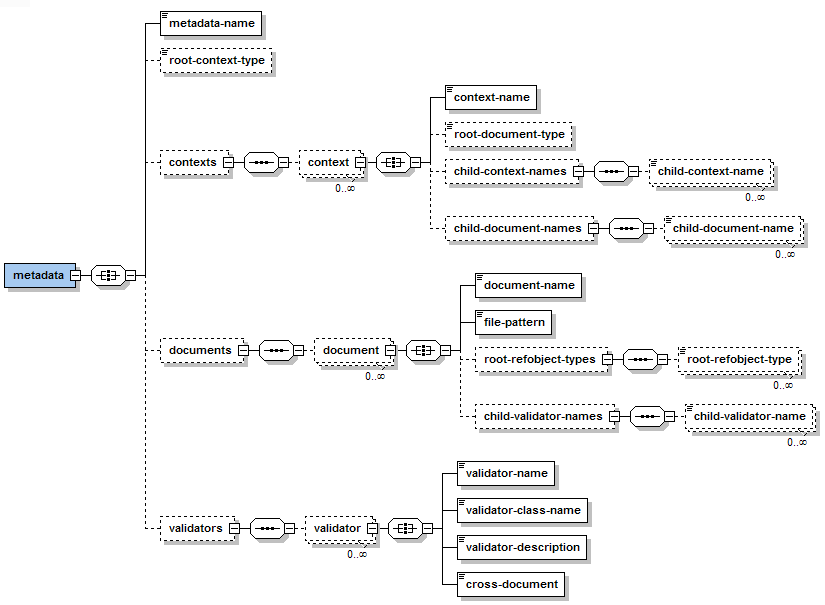 metadata-name
root-context-type
context-name
root-document-type
contexts
context
0..∞
child-context-names
child-context-name
0..∞
child-document-names
child-document-name
0..∞
metadata
document-name
file-pattern
documents
document
0..∞
root-refobject-types
root-refobject-type
0..∞
child-validator-names
child-validator-name
0..∞
validator-name
validator-class-name
validators
validator
0..∞
validator-description
cross-document